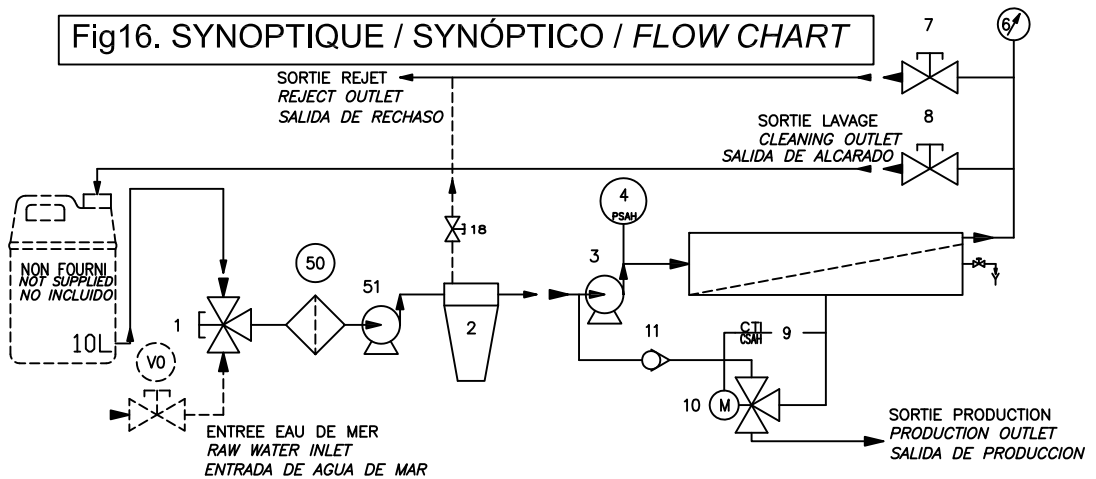 Fig16. SYNOPTIQUE / SYNÓPTICO / FLOW CHART
7
6
SORTIE REJET
REJECT OUTLET
SALIDA DE RECHASO
8
SORTIE LAVAGE
CLEANING OUTLET
SALIDA DE ALCARADO
4
PSAH
18
NON FOURNI
NOT SUPPLIED
NO INCLUIDO
10L
50
51
3
1
2
V0
11
CTI
CSAH
9
10
M
ENTREE EAU DE MER
RAW WATER INLET
ENTRADA DE AGUA DE MAR
SORTIE PRODUCTION
PRODUCTION OUTLET
SALIDA DE PRODUCCION